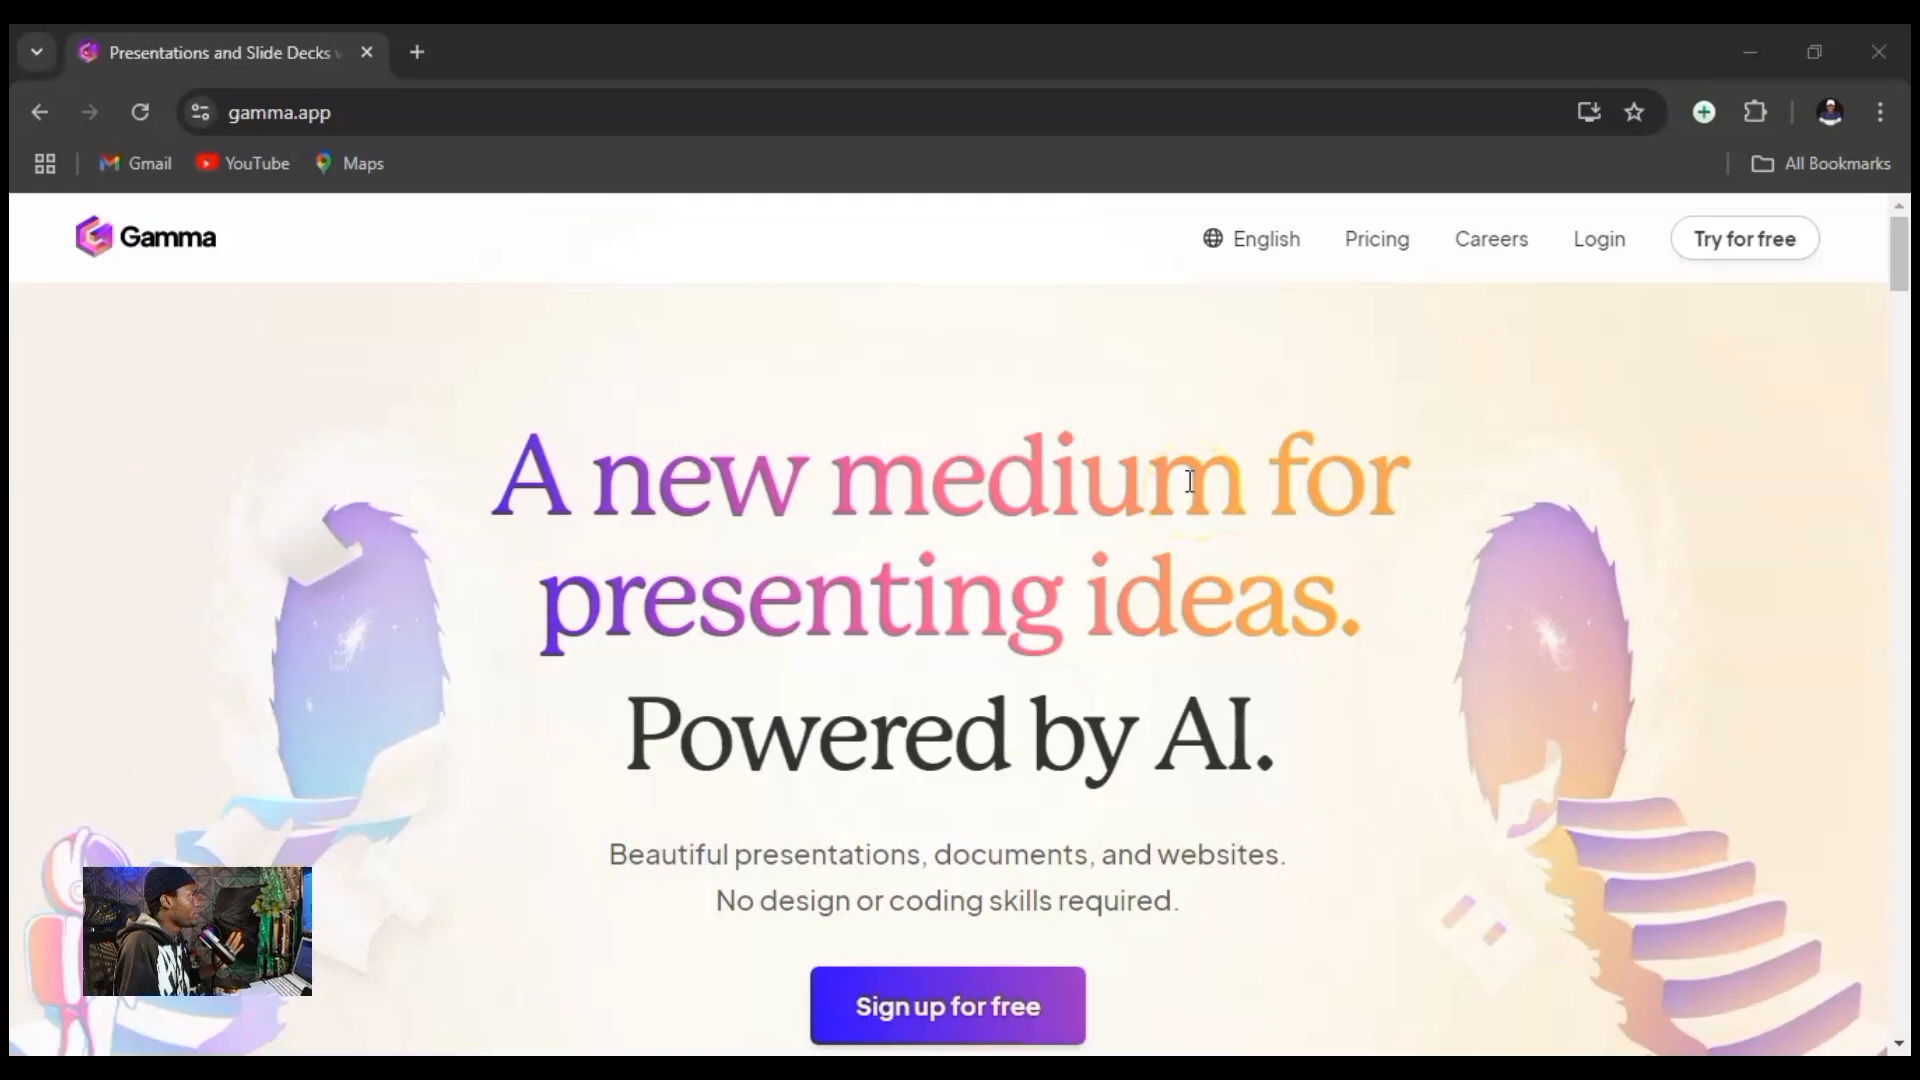 Presentations and Slide Decks
gamma.app
Gmail YouTube Maps All Bookmarks
Gamma English Pricing Careers Login Try for free
A new medium for
presenting ideas.
Powered by AI.
Beautiful presentations, documents, and websites.
No design or coding skills required.
Sign up for free